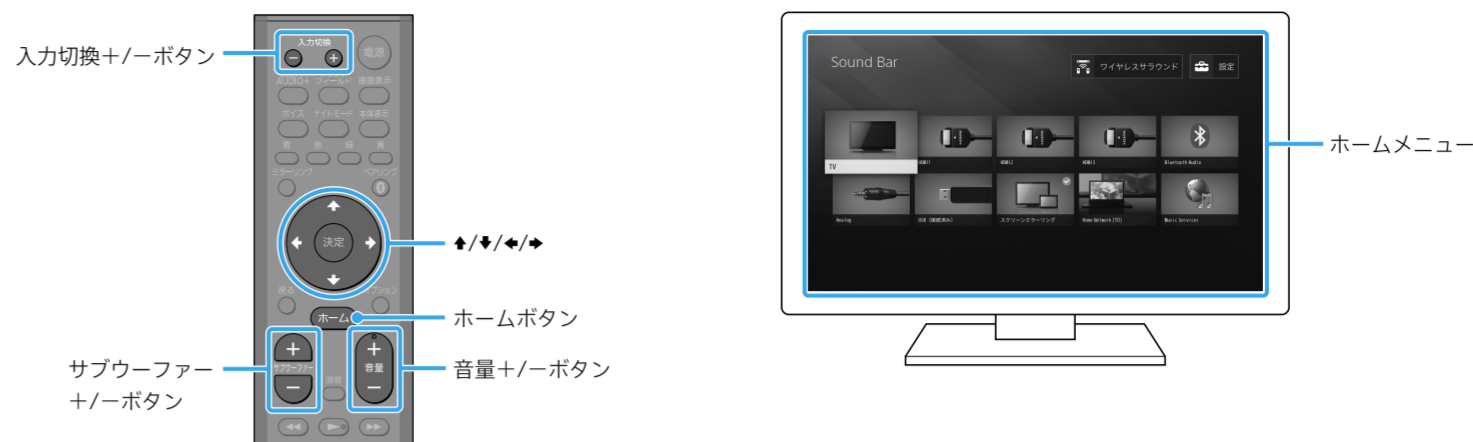 入力切換+/−ボタン
入力切換
電源
AUDIO+ フィールド 画面表示
ボイス ナイトモード 本体表示
青 赤 緑 黄
ミラーリング ペアリング
決定
↑/↓/←/→
戻る
ホーム
ホームボタン
サブウーファー
+/−ボタン
サブウーファー
音量
消音
音量+/−ボタン
Sound Bar
ワイヤレスサラウンド 設定
TV
HDMI1
HDMI2
HDMI3
Bluetooth Audio
Analog
USB (接続済み)
スクリーンミラーリング
Home Network (TO)
Music Services
ホームメニュー